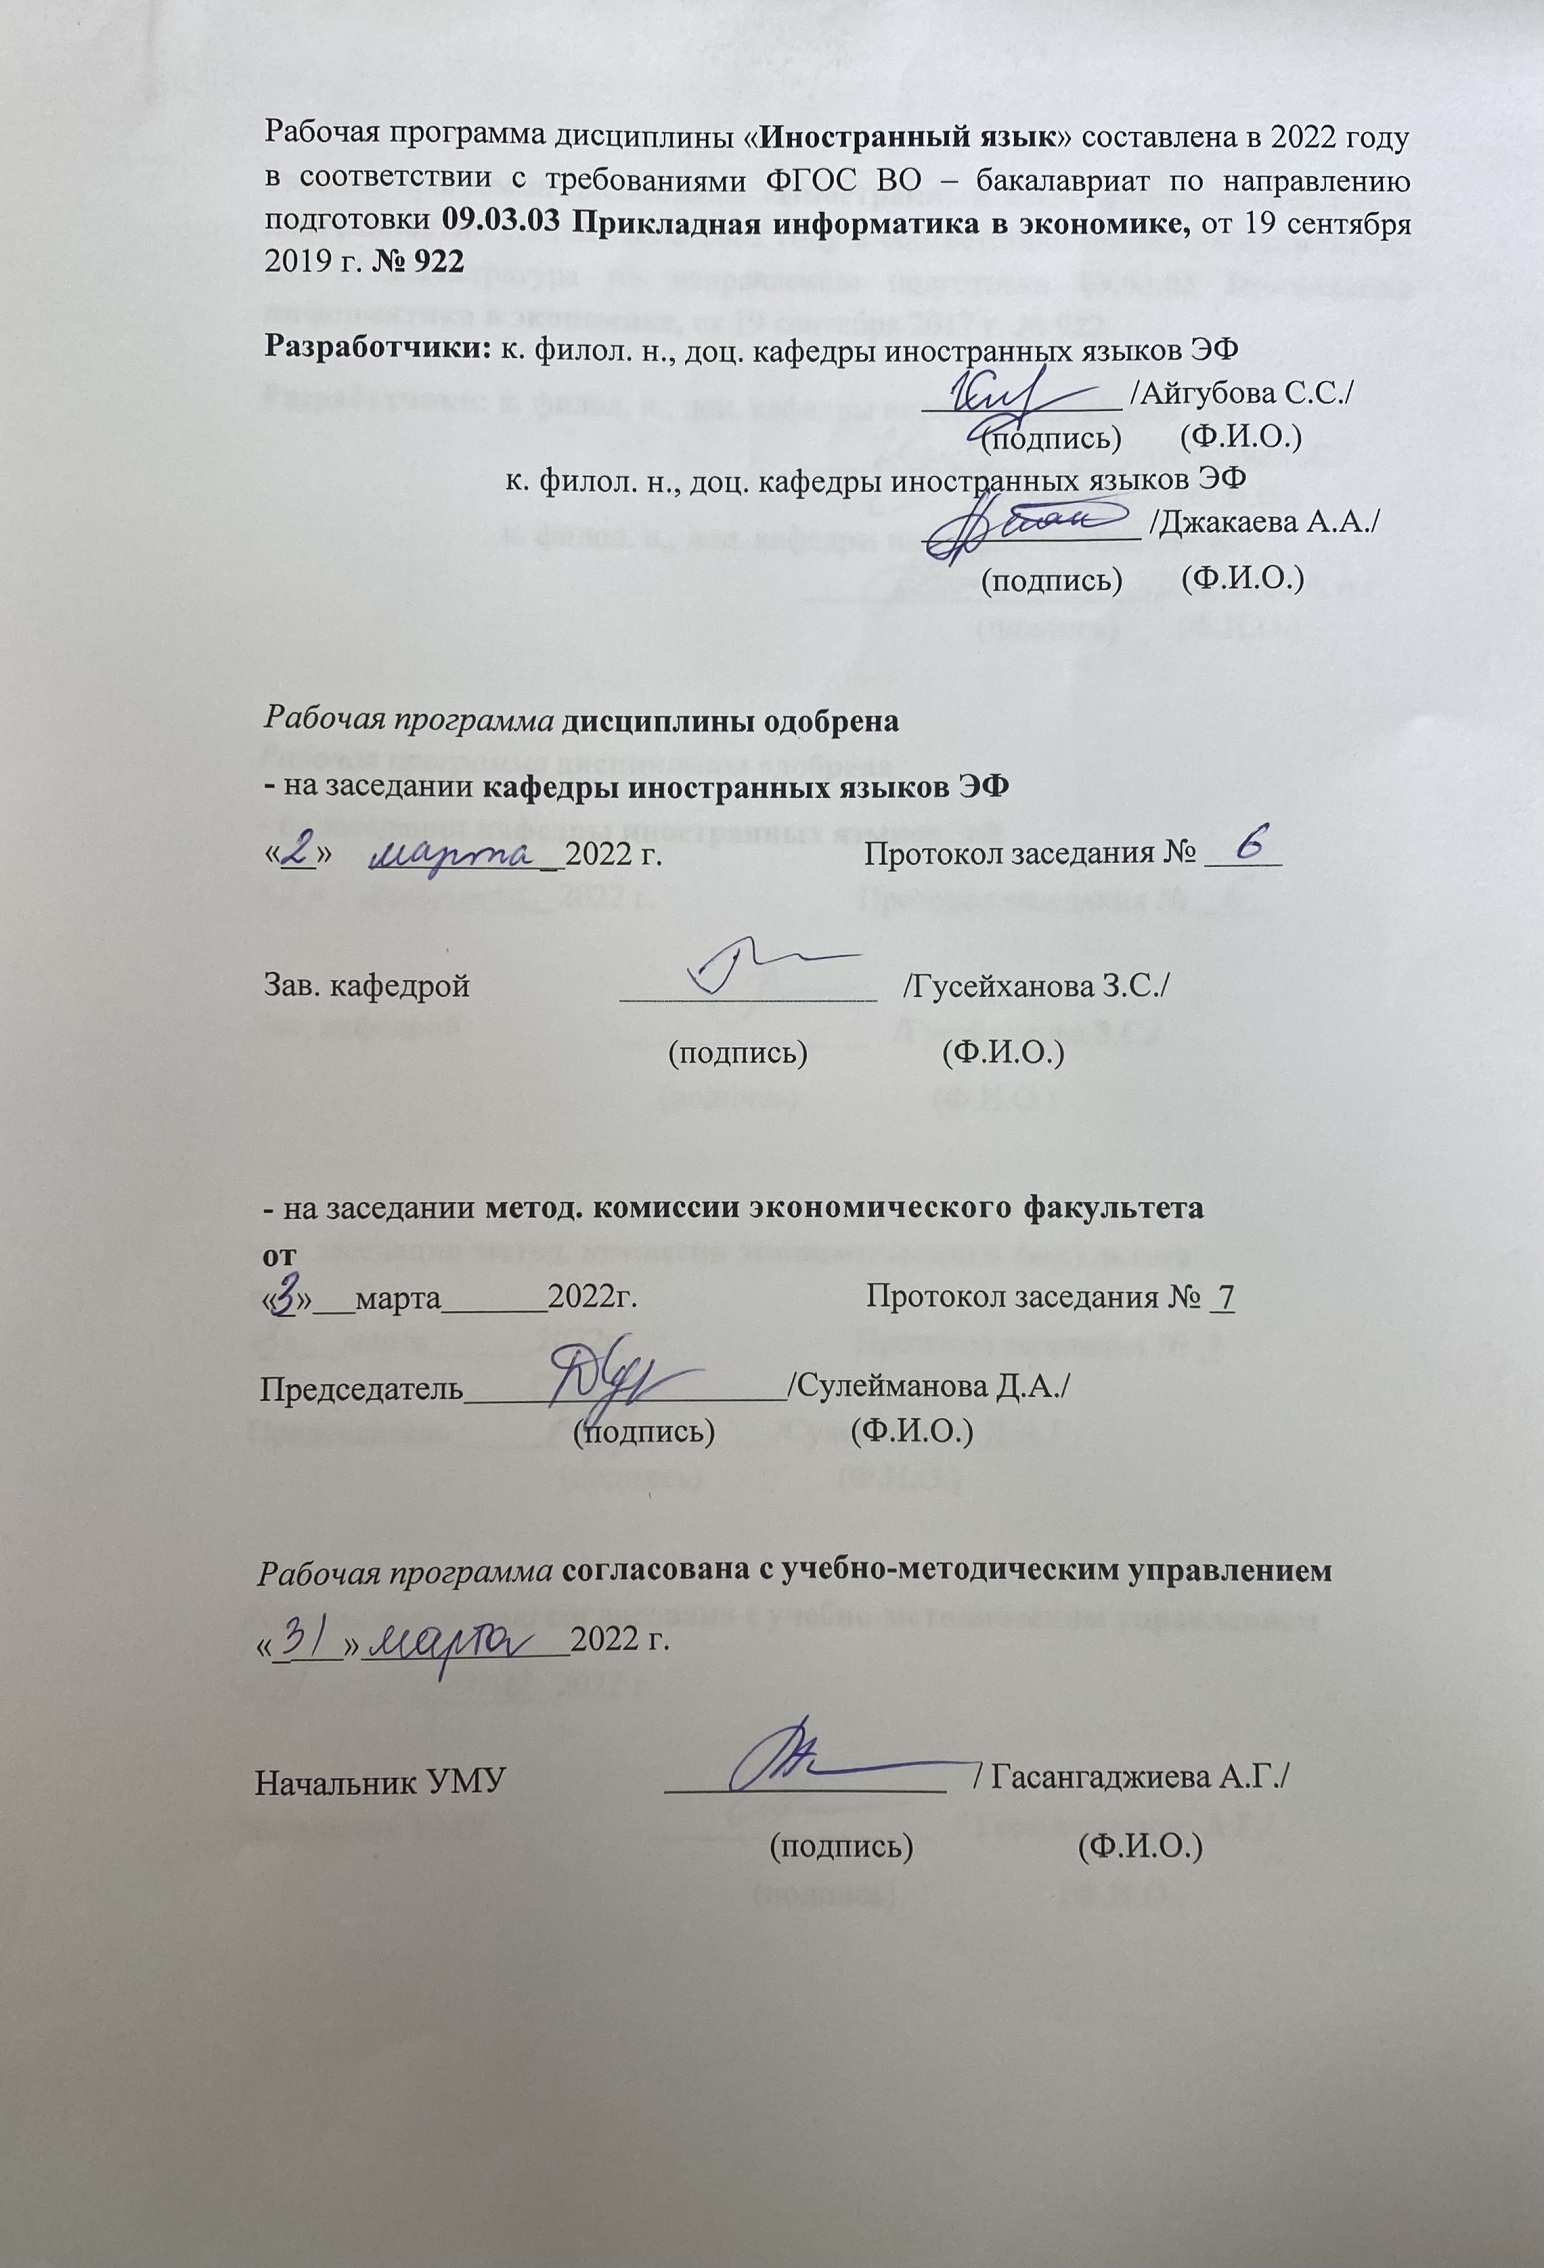 Рабочая программа дисциплины «Иностранный язык» составлена в 2022 году
в соответствии с требованиями ФГОС ВО – бакалавриат по направлению
подготовки 09.03.03 Прикладная информатика в экономике, от 19 сентября
2019 г. № 922
Разработчики: к. филол. н., доц. кафедры иностранных языков ЭФ
/Айгубова С.С./
(подпись) (Ф.И.О.)
к. филол. н., доц. кафедры иностранных языков ЭФ
/Джакаева А.А./
(подпись) (Ф.И.О.)
Рабочая программа дисциплины одобрена
- на заседании кафедры иностранных языков ЭФ
«2» марта 2022 г. Протокол заседания № 6
Зав. кафедрой /Гусейханова З.С./
(подпись) (Ф.И.О.)
- на заседании метод. комиссии экономического факультета
от
«3»___марта_______2022г. Протокол заседания № 7
Председатель /Сулейманова Д.А./
(подпись) (Ф.И.О.)
Рабочая программа согласована с учебно-методическим управлением
«31» марта 2022 г.
Начальник УМУ / Гасангаджиева А.Г./
(подпись) (Ф.И.О.)